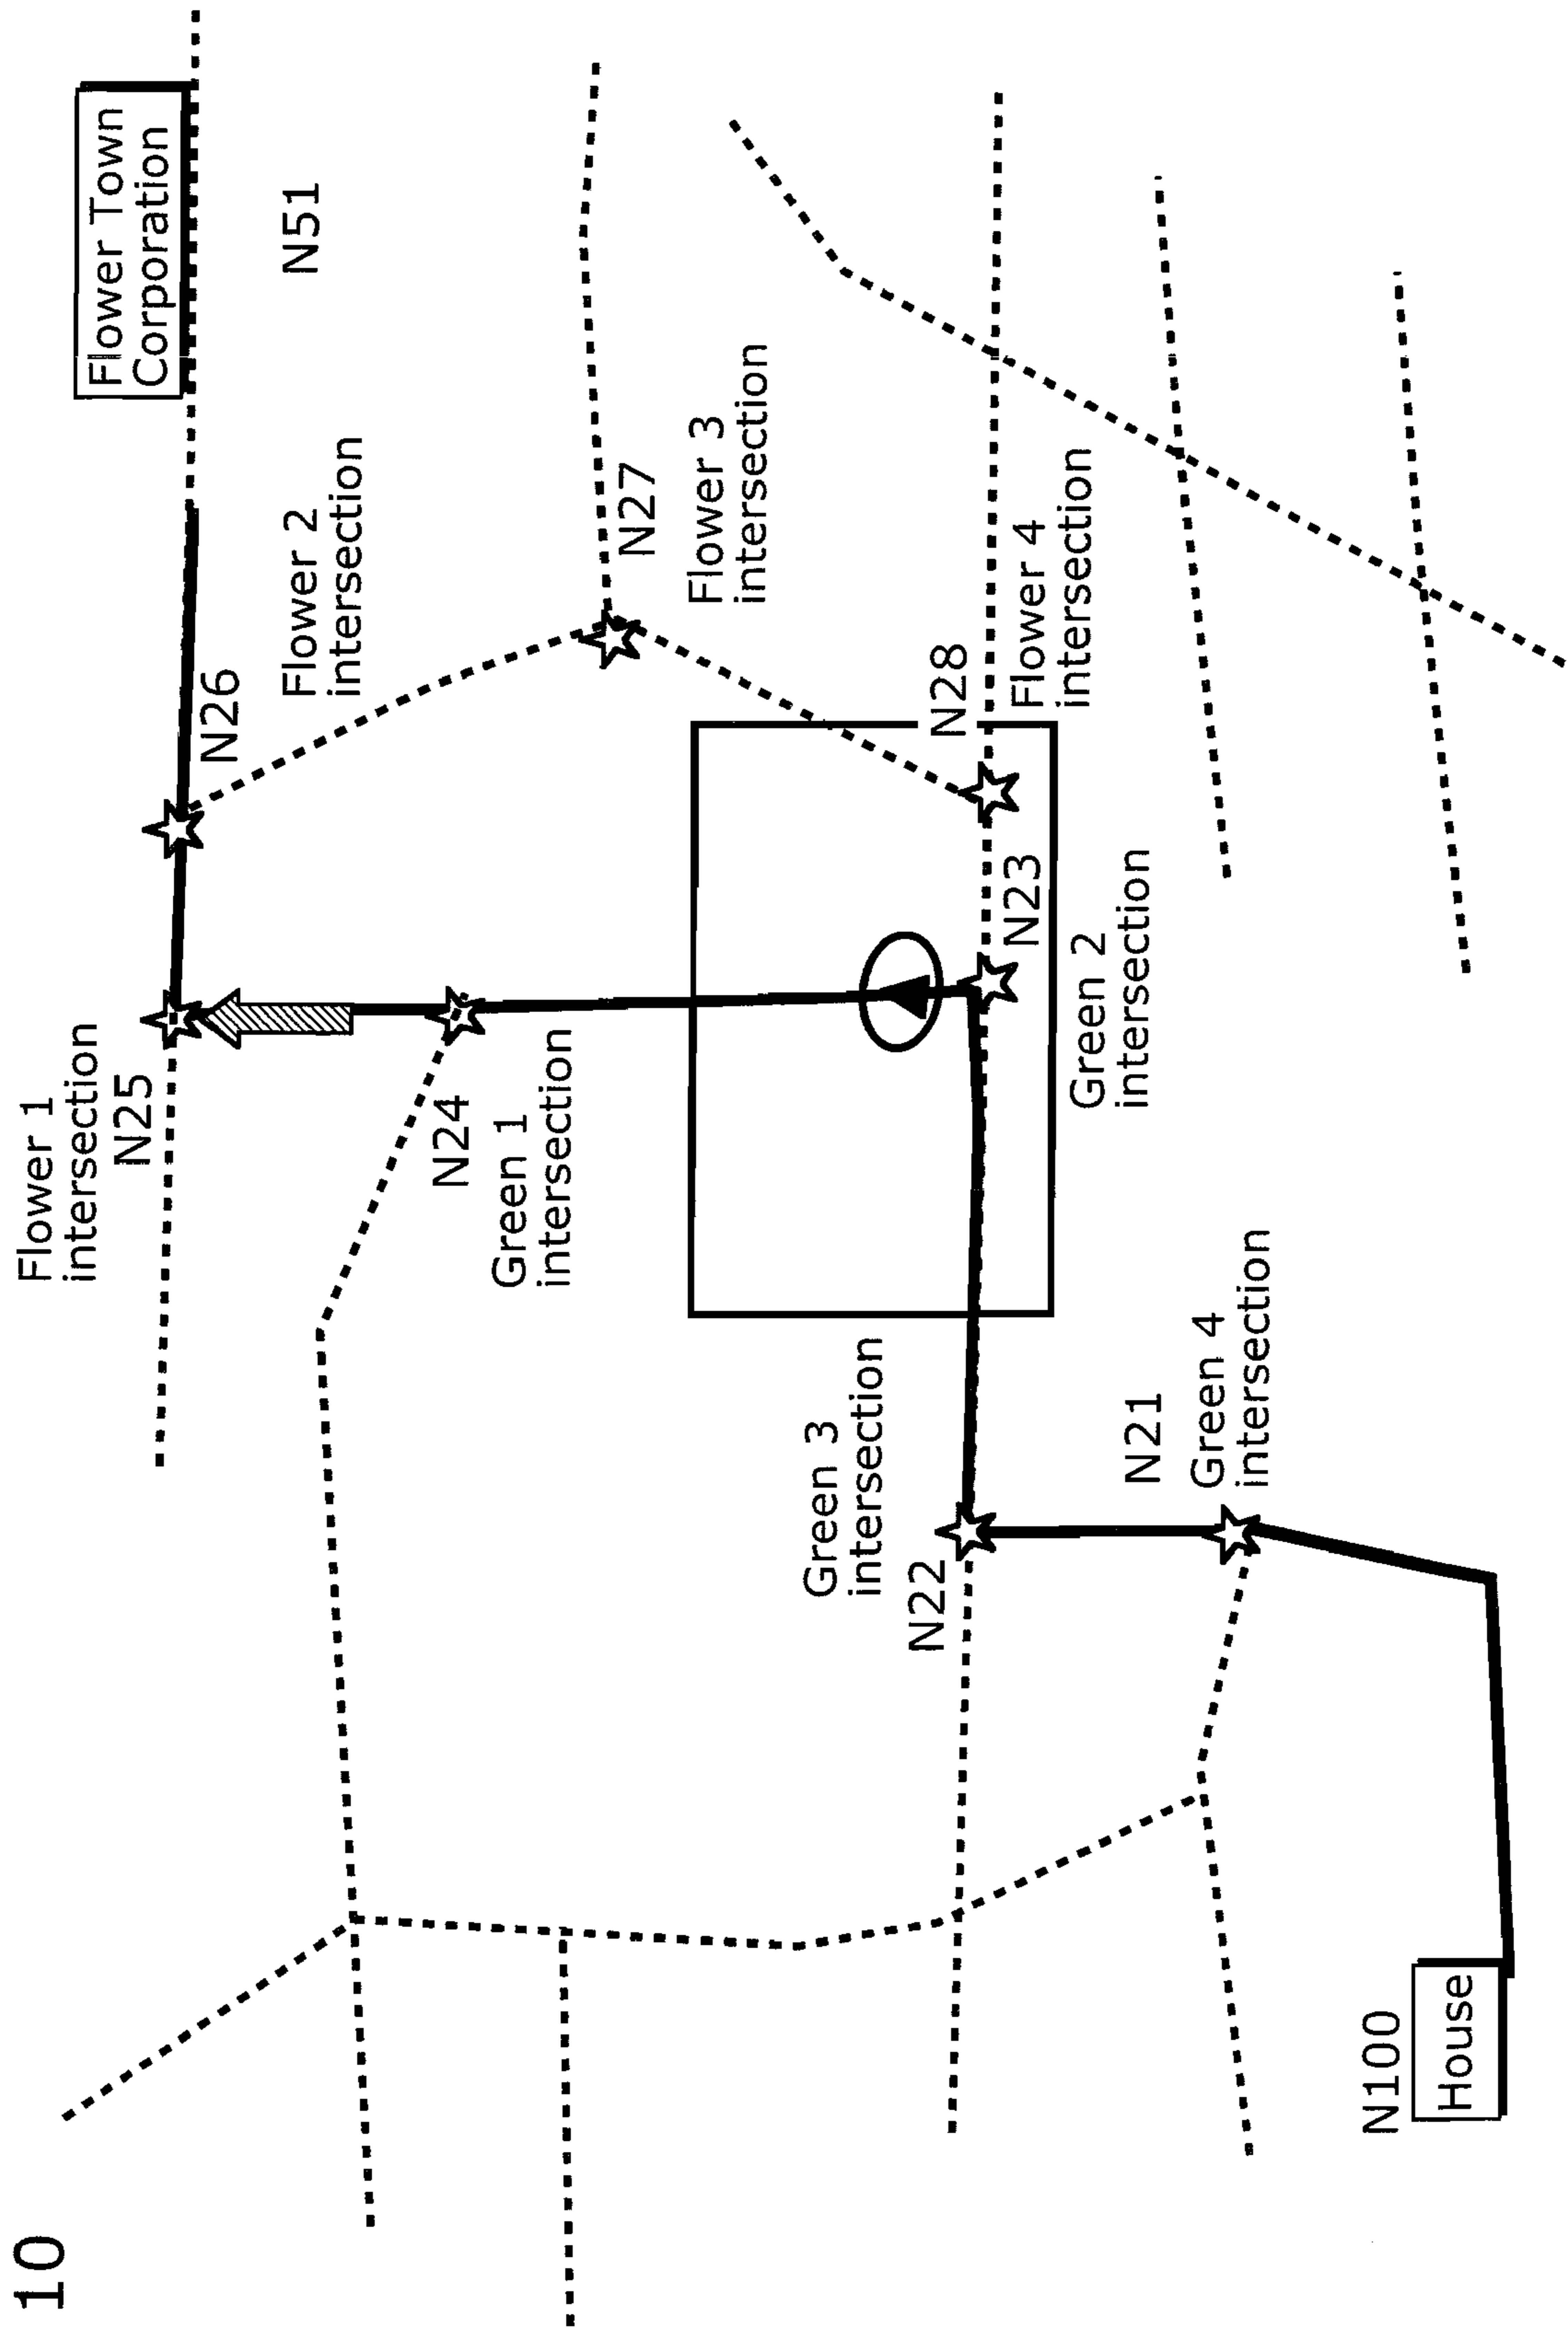 10
Flower 1
intersection
N25
Flower Town
Corporation
N26
N51
Flower 2
intersection
N24
Green 1
intersection
N27
Flower 3
intersection
Green 3
intersection
N22
N28
Flower 4
intersection
N23
Green 2
intersection
N21
Green 4
intersection
N100
House